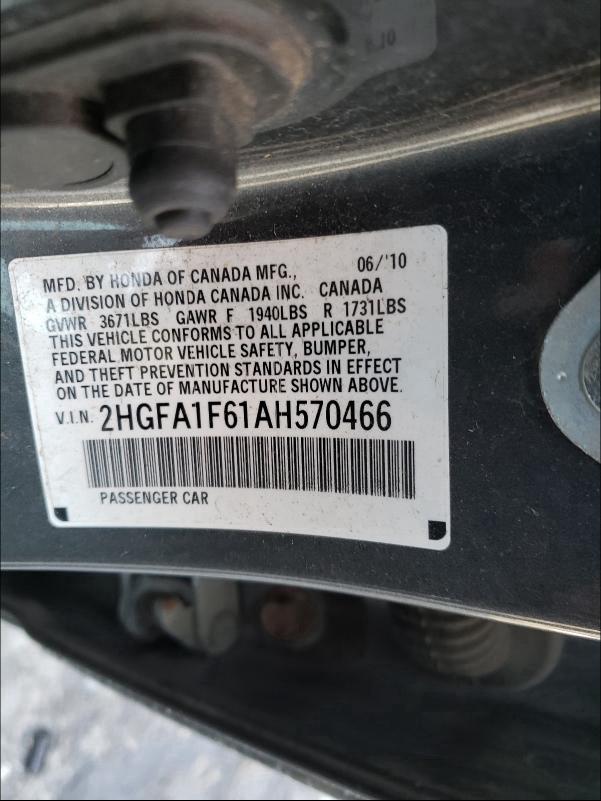 MFD. BY HONDA OF CANADA MFG., 06/'10
A DIVISION OF HONDA CANADA INC. CANADA
GVWR 3671LBS GAWR F 1940LBS R 1731LBS
THIS VEHICLE CONFORMS TO ALL APPLICABLE
FEDERAL MOTOR VEHICLE SAFETY, BUMPER,
AND THEFT PREVENTION STANDARDS IN EFFECT
ON THE DATE OF MANUFACTURE SHOWN ABOVE.
V.I.N. 2HGFA1F61AH570466
PASSENGER CAR